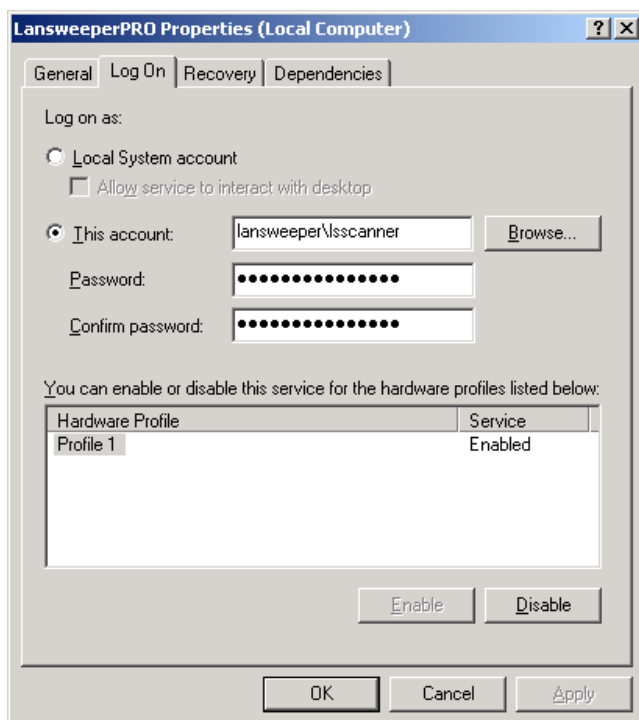 LansweeperPRO Properties (Local Computer)
General Log On Recovery Dependencies
Log on as:
Local System account
Allow service to interact with desktop
This account: lansweeper\lsscanner Browse...
Password: ●●●●●●●●●●●●●●●
Confirm password: ●●●●●●●●●●●●●●●
You can enable or disable this service for the hardware profiles listed below:
Hardware Profile Service
Profile 1 Enabled
Enable Disable
OK Cancel Apply